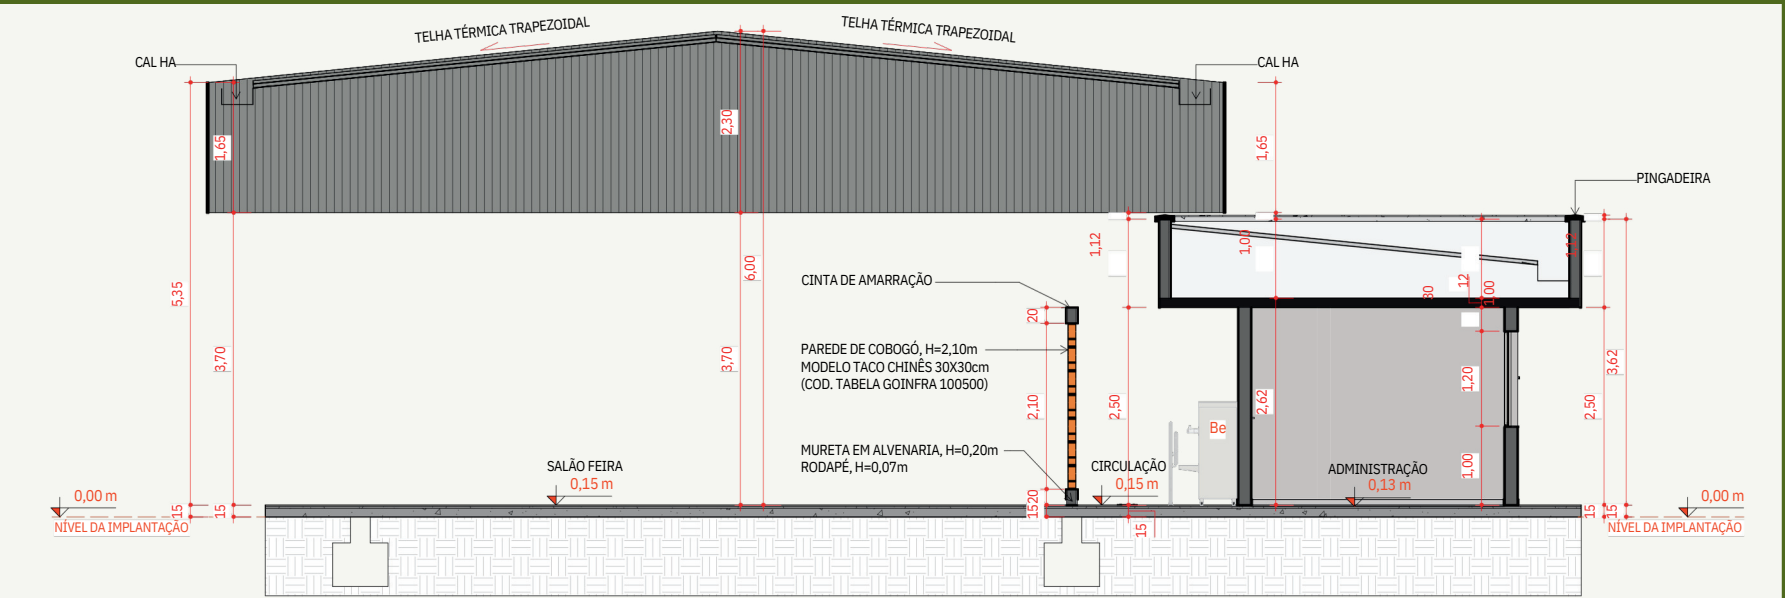 TELHA TÉRMICA TRAPEZOIDAL
TELHA TÉRMICA TRAPEZOIDAL
CAL HA
CAL HA
1,65
2,30
1,65
PINGADEIRA
5,35
3,70
3,70
6,00
CINTA DE AMARRAÇÃO
20
PAREDE DE COBOGÓ, H=2,10m
MODELO TACO CHINÊS 30X30cm
(COD. TABELA GOINFRA 100500)
2,10
MURETA EM ALVENARIA, H=0,20m
RODAPÉ, H=0,07m
1,12
2,50
1,00
2,62
Be
30
12
1,00
1,20
1,00
2,50
3,62
SALÃO FEIRA
0,15 m
CIRCULAÇÃO
0,15 m
ADMINISTRAÇÃO
0,13 m
0,00 m
NÍVEL DA IMPLANTAÇÃO
15
15
20
15
15
15
15
0,00 m
NÍVEL DA IMPLANTAÇÃO